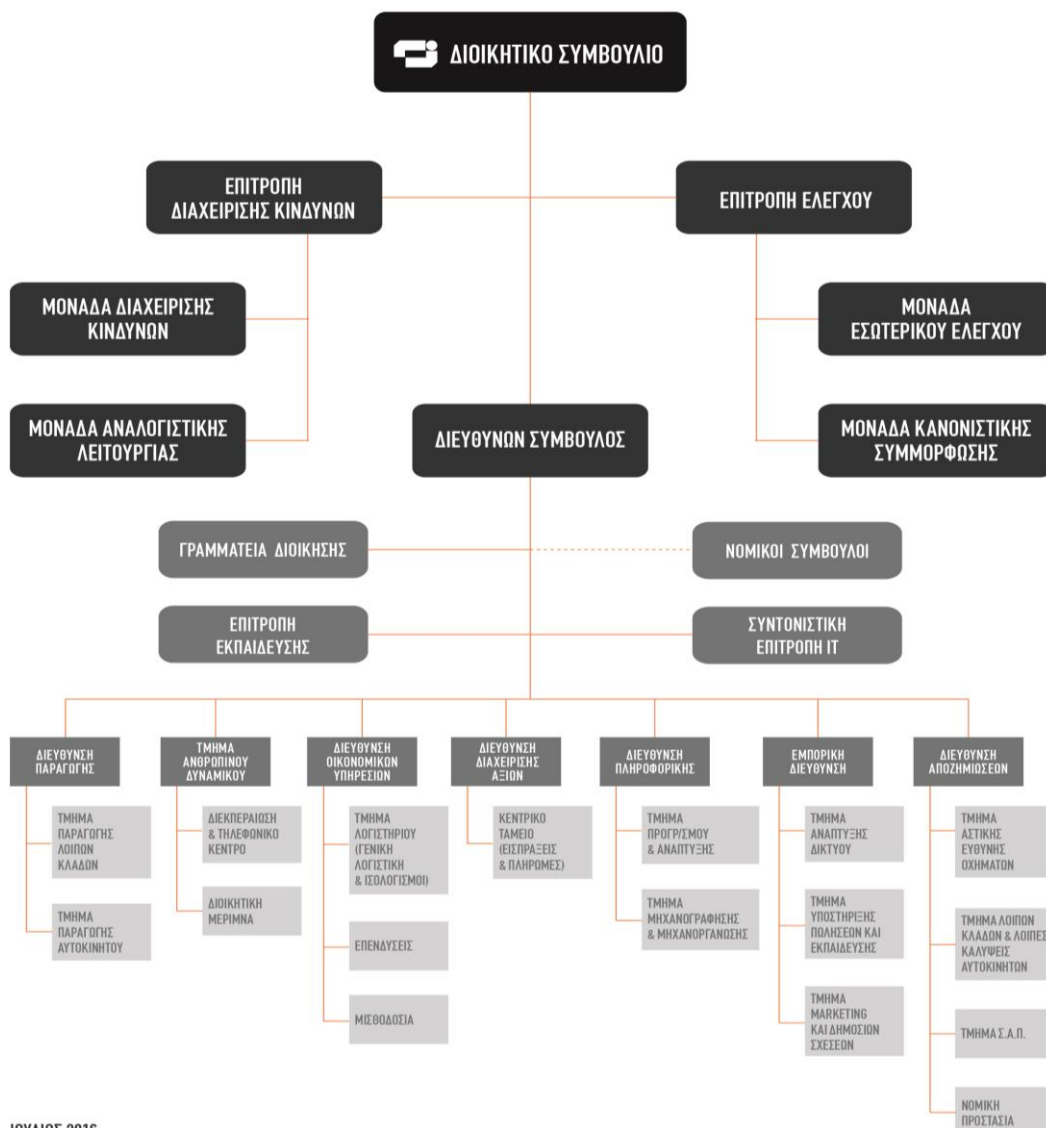 ΔΙΟΙΚΗΤΙΚΟ ΣΥΜΒΟΥΛΙΟ
ΕΠΙΤΡΟΠΗ
ΔΙΑΧΕΙΡΙΣΗΣ ΚΙΝΔΥΝΩΝ
ΕΠΙΤΡΟΠΗ ΕΛΕΓΧΟΥ
ΜΟΝΑΔΑ ΔΙΑΧΕΙΡΙΣΗΣ
ΚΙΝΔΥΝΩΝ
ΜΟΝΑΔΑ
ΕΣΩΤΕΡΙΚΟΥ ΕΛΕΓΧΟΥ
ΜΟΝΑΔΑ ΑΝΑΛΟΓΙΣΤΙΚΗΣ
ΛΕΙΤΟΥΡΓΙΑΣ
ΔΙΕΥΘΥΝΩΝ ΣΥΜΒΟΥΛΟΣ
ΜΟΝΑΔΑ ΚΑΝΟΝΙΣΤΙΚΗΣ
ΣΥΜΜΟΡΦΩΣΗΣ
ΓΡΑΜΜΑΤΕΙΑ ΔΙΟΙΚΗΣΗΣ
ΝΟΜΙΚΟΙ ΣΥΜΒΟΥΛΟΙ
ΕΠΙΤΡΟΠΗ
ΕΚΠΑΙΔΕΥΣΗΣ
ΣΥΝΤΟΝΙΣΤΙΚΗ
ΕΠΙΤΡΟΠΗ ΙΤ
ΔΙΕΥΘΥΝΣΗ
ΠΑΡΑΓΩΓΗΣ
ΤΜΗΜΑ
ΠΑΡΑΓΩΓΗΣ
ΛΟΙΠΩΝ
ΚΛΑΔΩΝ
ΤΜΗΜΑ
ΠΑΡΑΓΩΓΗΣ
ΑΥΤΟΚΙΝΗΤΟΥ
ΤΜΗΜΑ
ΑΝΘΡΩΠΙΝΟΥ
ΔΥΝΑΜΙΚΟΥ
ΔΙΕΚΠΕΡΑΙΩΣΗ
& ΤΗΛΕΦΩΝΙΚΟ
ΚΕΝΤΡΟ
ΔΙΟΙΚΗΤΙΚΗ
ΜΕΡΙΜΝΑ
ΔΙΕΥΘΥΝΣΗ
ΟΙΚΟΝΟΜΙΚΩΝ
ΥΠΗΡΕΣΙΩΝ
ΤΜΗΜΑ
ΛΟΓΙΣΤΗΡΙΟΥ
(ΓΕΝΙΚΗ
ΛΟΓΙΣΤΙΚΗ
& ΙΣΟΛΟΓΙΣΜΟΙ)
ΕΠΕΝΔΥΣΕΙΣ
ΜΙΣΘΟΔΟΣΙΑ
ΔΙΕΥΘΥΝΣΗ
ΔΙΑΧΕΙΡΙΣΗΣ
ΑΞΙΩΝ
ΚΕΝΤΡΙΚΟ
ΤΑΜΕΙΟ
(ΕΙΣΠΡΑΞΕΙΣ
& ΠΛΗΡΩΜΕΣ)
ΔΙΕΥΘΥΝΣΗ
ΠΛΗΡΟΦΟΡΙΚΗΣ
ΤΜΗΜΑ
ΠΡΟΓΡ/ΣΜΟΥ
& ΑΝΑΠΤΥΞΗΣ
ΤΜΗΜΑ
ΜΗΧΑΝΟΓΡΑΦΗΣΗΣ
& ΜΗΧΑΝΟΡΓΑΝΩΣΗΣ
ΕΜΠΟΡΙΚΗ
ΔΙΕΥΘΥΝΣΗ
ΤΜΗΜΑ
ΑΝΑΠΤΥΞΗΣ
ΔΙΚΤΥΟΥ
ΤΜΗΜΑ
ΥΠΟΣΤΗΡΙΞΗΣ
ΠΩΛΗΣΕΩΝ ΚΑΙ
ΕΚΠΑΙΔΕΥΣΗΣ
ΤΜΗΜΑ
MARKETING
ΚΑΙ ΔΗΜΟΣΙΩΝ
ΣΧΕΣΕΩΝ
ΔΙΕΥΘΥΝΣΗ
ΑΠΟΖΗΜΙΩΣΕΩΝ
ΤΜΗΜΑ
ΑΣΤΙΚΗΣ
ΕΥΘΥΝΗΣ
ΟΧΗΜΑΤΩΝ
ΤΜΗΜΑ ΛΟΙΠΩΝ
ΚΛΑΔΩΝ & ΛΟΙΠΕΣ
ΚΑΛΥΨΕΙΣ
ΑΥΤΟΚΙΝΗΤΩΝ
ΤΜΗΜΑ Σ.Α.Π.
ΝΟΜΙΚΗ
ΠΡΟΣΤΑΣΙΑ
ΙΟΥΛΙΟΣ 2016